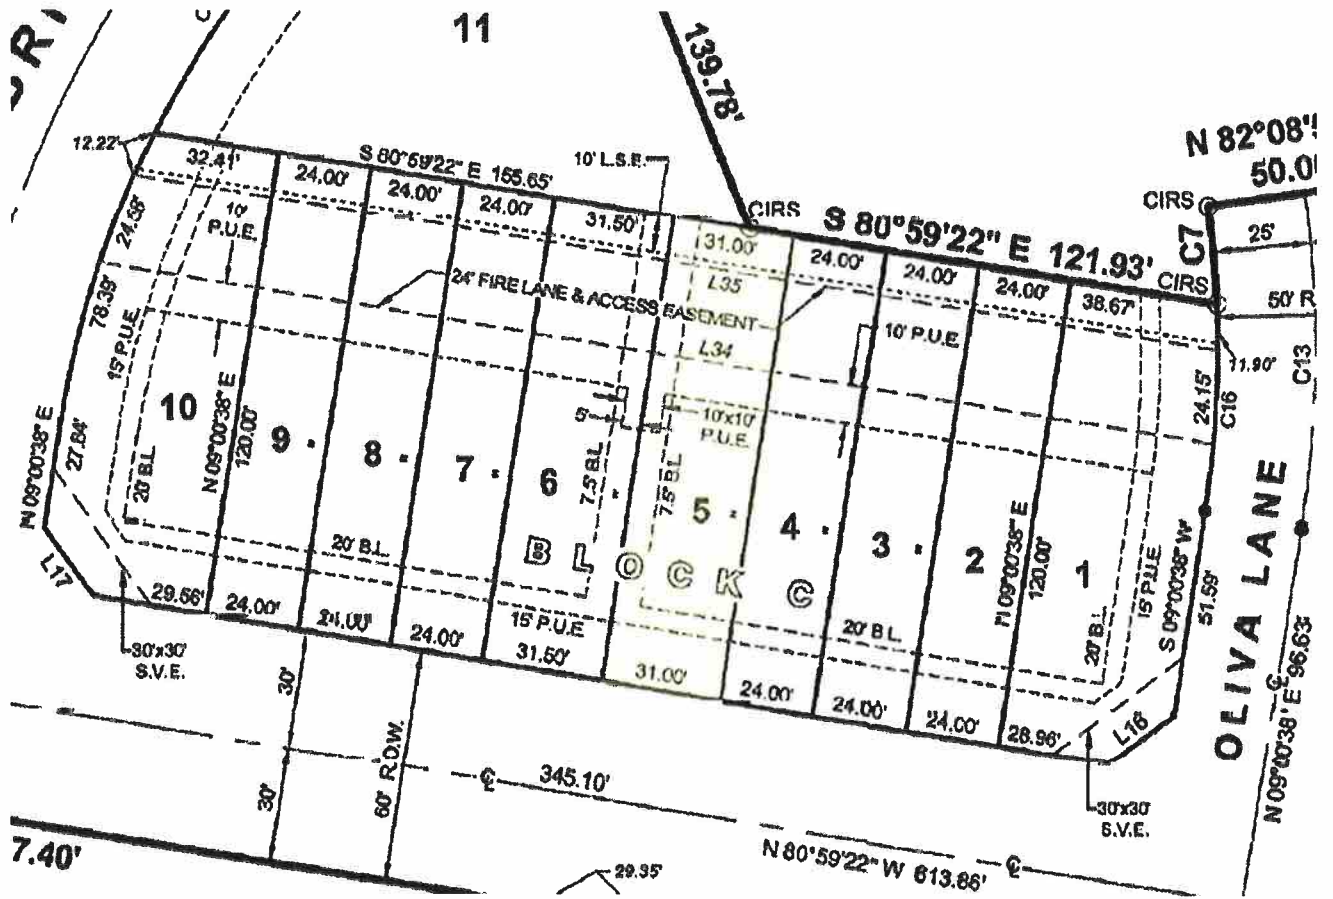 11
139.78'
N 82°08'
50.0
CIRS
CIRS
C7
25'
12.22'
32.41'
S 80°59'22" E 155.65'
10' L.S.E.
24.00'
24.00'
24.00'
31.50'
31.00'
S 80°59'22" E 121.93'
24.00'
24.00'
24.00'
38.67'
CIRS
50' R
24.58'
10'
P.U.E.
L35
24' FIRE LANE & ACCESS EASEMENT
78.39'
15' P.U.E.
L34
10' P.U.E.
11.90'
24.15'
C16
C13
10
N 09°00'38" E
120.00'
9
8
7
6
5'
10'x10'
P.U.E.
7.5' B.L.
7.5' B.L.
5
4
3
2
1
N 09°00'38" E
27.84'
20' B.L.
20' B.L.
BLOCK C
N 09°00'38" E
120.00'
15' P.U.E.
S 09°00'38" W
51.59'
OLIVA LANE
L17
29.66'
24.00'
24.00'
24.00'
15' P.U.E.
31.50'
31.00'
20' B.L.
20' B.L.
24.00'
24.00'
24.00'
28.96'
L16
30'x30'
S.V.E.
30'
30'
60' R.O.W.
345.10'
30'x30'
S.V.E.
N 09°00'38" E 96.63'
7.40'
29.35'
N 80°59'22" W 613.86'